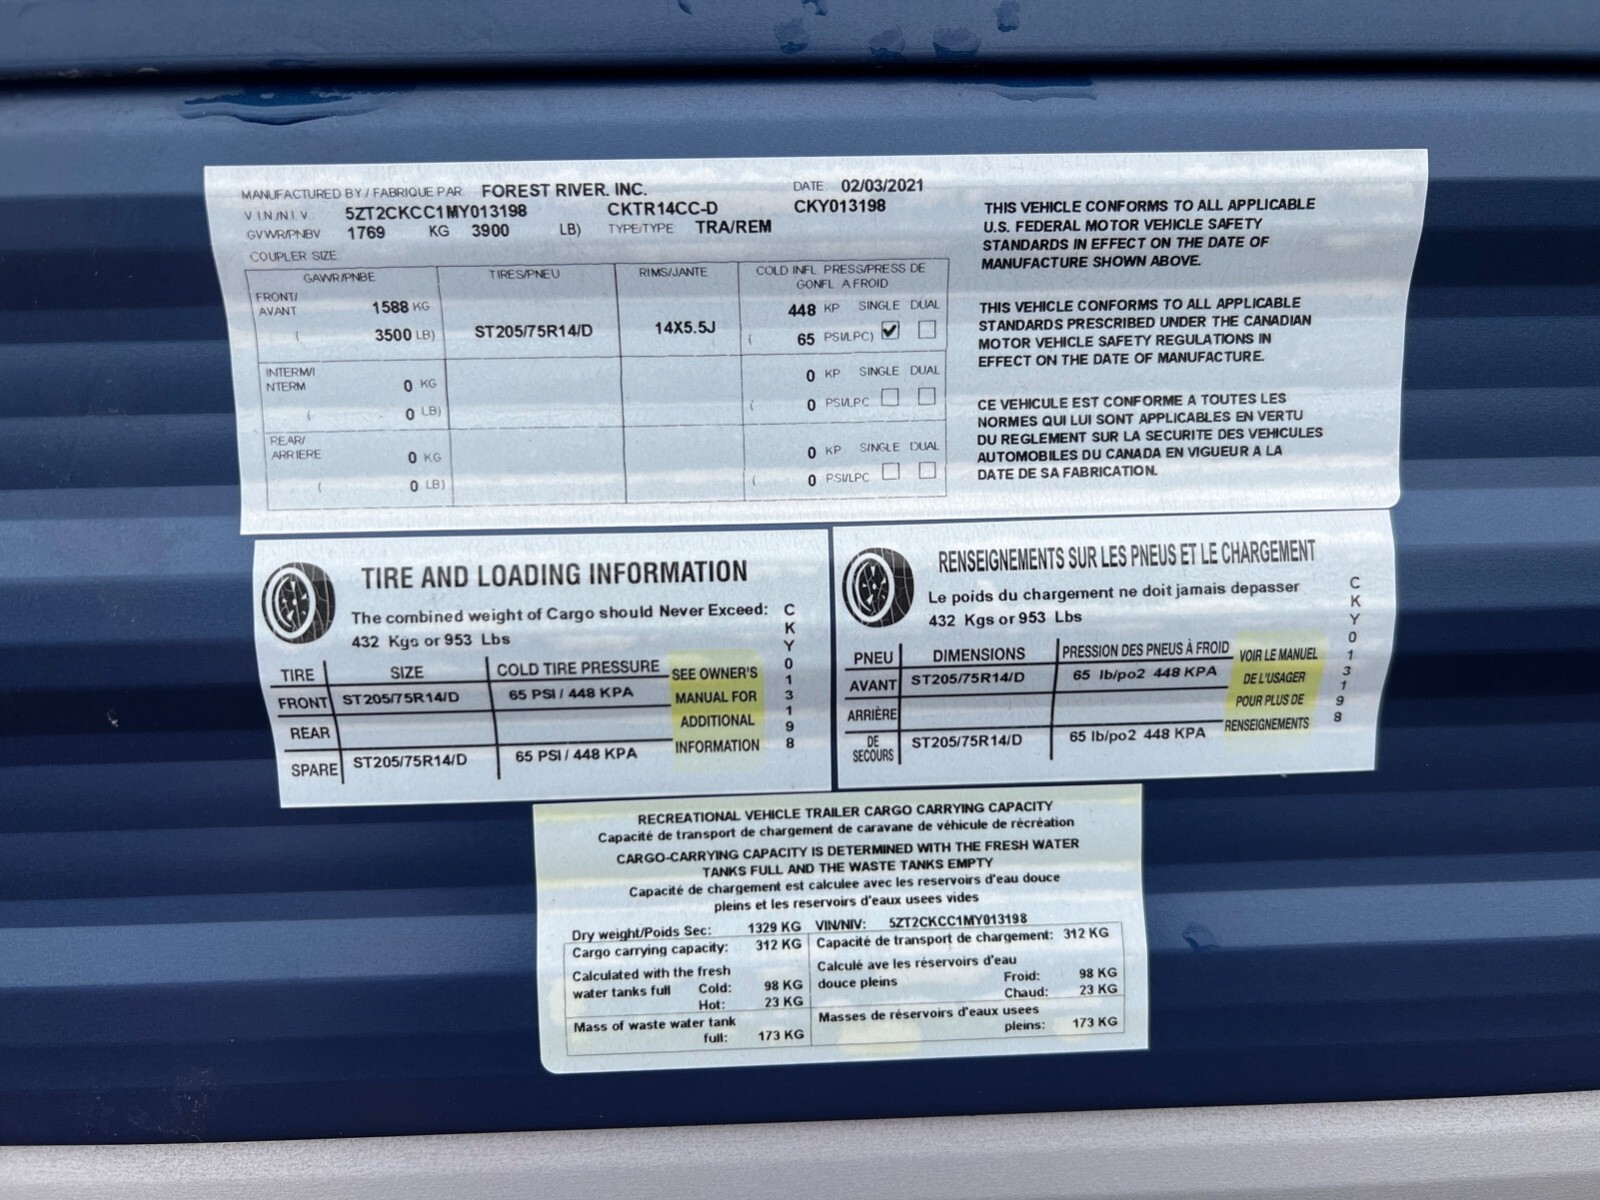 MANUFACTURED BY / FABRIQUE PAR FOREST RIVER. INC. DATE 02/03/2021
V.I.N./N.I.V. 5ZT2CKCC1MY013198 CKTR14CC-D CKY013198
GVWR/PNBV 1769 KG 3900 LB) TYPE/TYPE TRA/REM
COUPLER SIZE
GAWR/PNBE TIRES/PNEU RIMS/JANTE COLD INFL PRESS/PRESS DE
GONFL A FROID
FRONT/
AVANT 1588 KG 448 KP SINGLE DUAL
( 3500 LB) ST205/75R14/D 14X5.5J ( 65 PSI/LPC)
INTERM/I
NTERM 0 KG 0 KP SINGLE DUAL
( 0 LB) ( 0 PSI/LPC
REAR/
ARRIERE 0 KG 0 KP SINGLE DUAL
( 0 LB) ( 0 PSI/LPC
THIS VEHICLE CONFORMS TO ALL APPLICABLE
U.S. FEDERAL MOTOR VEHICLE SAFETY
STANDARDS IN EFFECT ON THE DATE OF
MANUFACTURE SHOWN ABOVE.
THIS VEHICLE CONFORMS TO ALL APPLICABLE
STANDARDS PRESCRIBED UNDER THE CANADIAN
MOTOR VEHICLE SAFETY REGULATIONS IN
EFFECT ON THE DATE OF MANUFACTURE.
CE VEHICULE EST CONFORME A TOUTES LES
NORMES QUI LUI SONT APPLICABLES EN VERTU
DU REGLEMENT SUR LA SECURITE DES VEHICULES
AUTOMOBILES DU CANADA EN VIGUEUR A LA
DATE DE SA FABRICATION.
TIRE AND LOADING INFORMATION
The combined weight of Cargo should Never Exceed:
432 Kgs or 953 Lbs
TIRE SIZE COLD TIRE PRESSURE
FRONT ST205/75R14/D 65 PSI / 448 KPA
REAR
SPARE ST205/75R14/D 65 PSI / 448 KPA
SEE OWNER'S
MANUAL FOR
ADDITIONAL
INFORMATION
CKY013198
RENSEIGNEMENTS SUR LES PNEUS ET LE CHARGEMENT
Le poids du chargement ne doit jamais depasser
432 Kgs or 953 Lbs
PNEU DIMENSIONS PRESSION DES PNEUS À FROID
AVANT ST205/75R14/D 65 lb/po2 448 KPA
ARRIÈRE
DE
SECOURS ST205/75R14/D 65 lb/po2 448 KPA
VOIR LE MANUEL
DE L'USAGER
POUR PLUS DE
RENSEIGNEMENTS
CKY013198
RECREATIONAL VEHICLE TRAILER CARGO CARRYING CAPACITY
Capacité de transport de chargement de caravane de véhicule de récréation
CARGO-CARRYING CAPACITY IS DETERMINED WITH THE FRESH WATER
TANKS FULL AND THE WASTE TANKS EMPTY
Capacité de chargement est calculee avec les reservoirs d'eau douce
pleins et les reservoirs d'eaux usees vides
Dry weight/Poids Sec: 1329 KG VIN/NIV: 5ZT2CKCC1MY013198
Cargo carrying capacity: 312 KG
Calculated with the fresh
water tanks full Cold: 98 KG
Hot: 23 KG
Mass of waste water tank
full: 173 KG
Capacité de transport de chargement: 312 KG
Calculé ave les réservoirs d'eau
douce pleins Froid: 98 KG
Chaud: 23 KG
Masses de réservoirs d'eaux usees
pleins: 173 KG